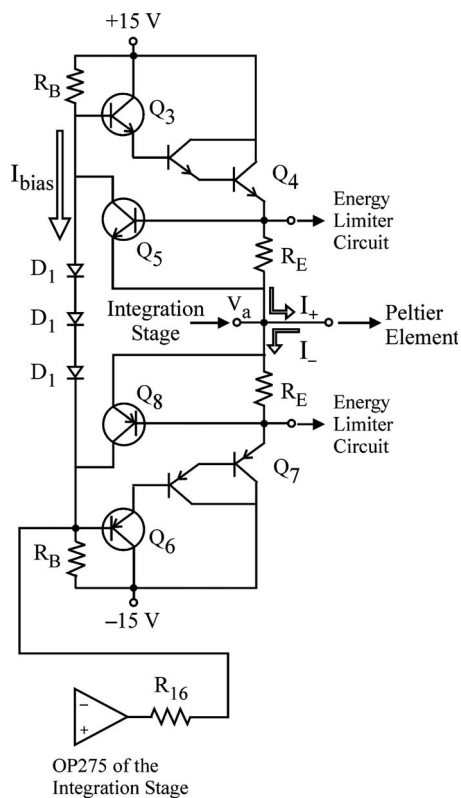 +15 V
R_B
Q_3
I_bias
Q_4
Energy
Limiter
Circuit
Q_5
R_E
D_1
Integration
Stage
V_a
I_+
Peltier
Element
D_1
I_–
D_1
Q_8
R_E
Energy
Limiter
Circuit
Q_7
R_B
Q_6
–15 V
R_16
–
+
OP275 of the
Integration Stage